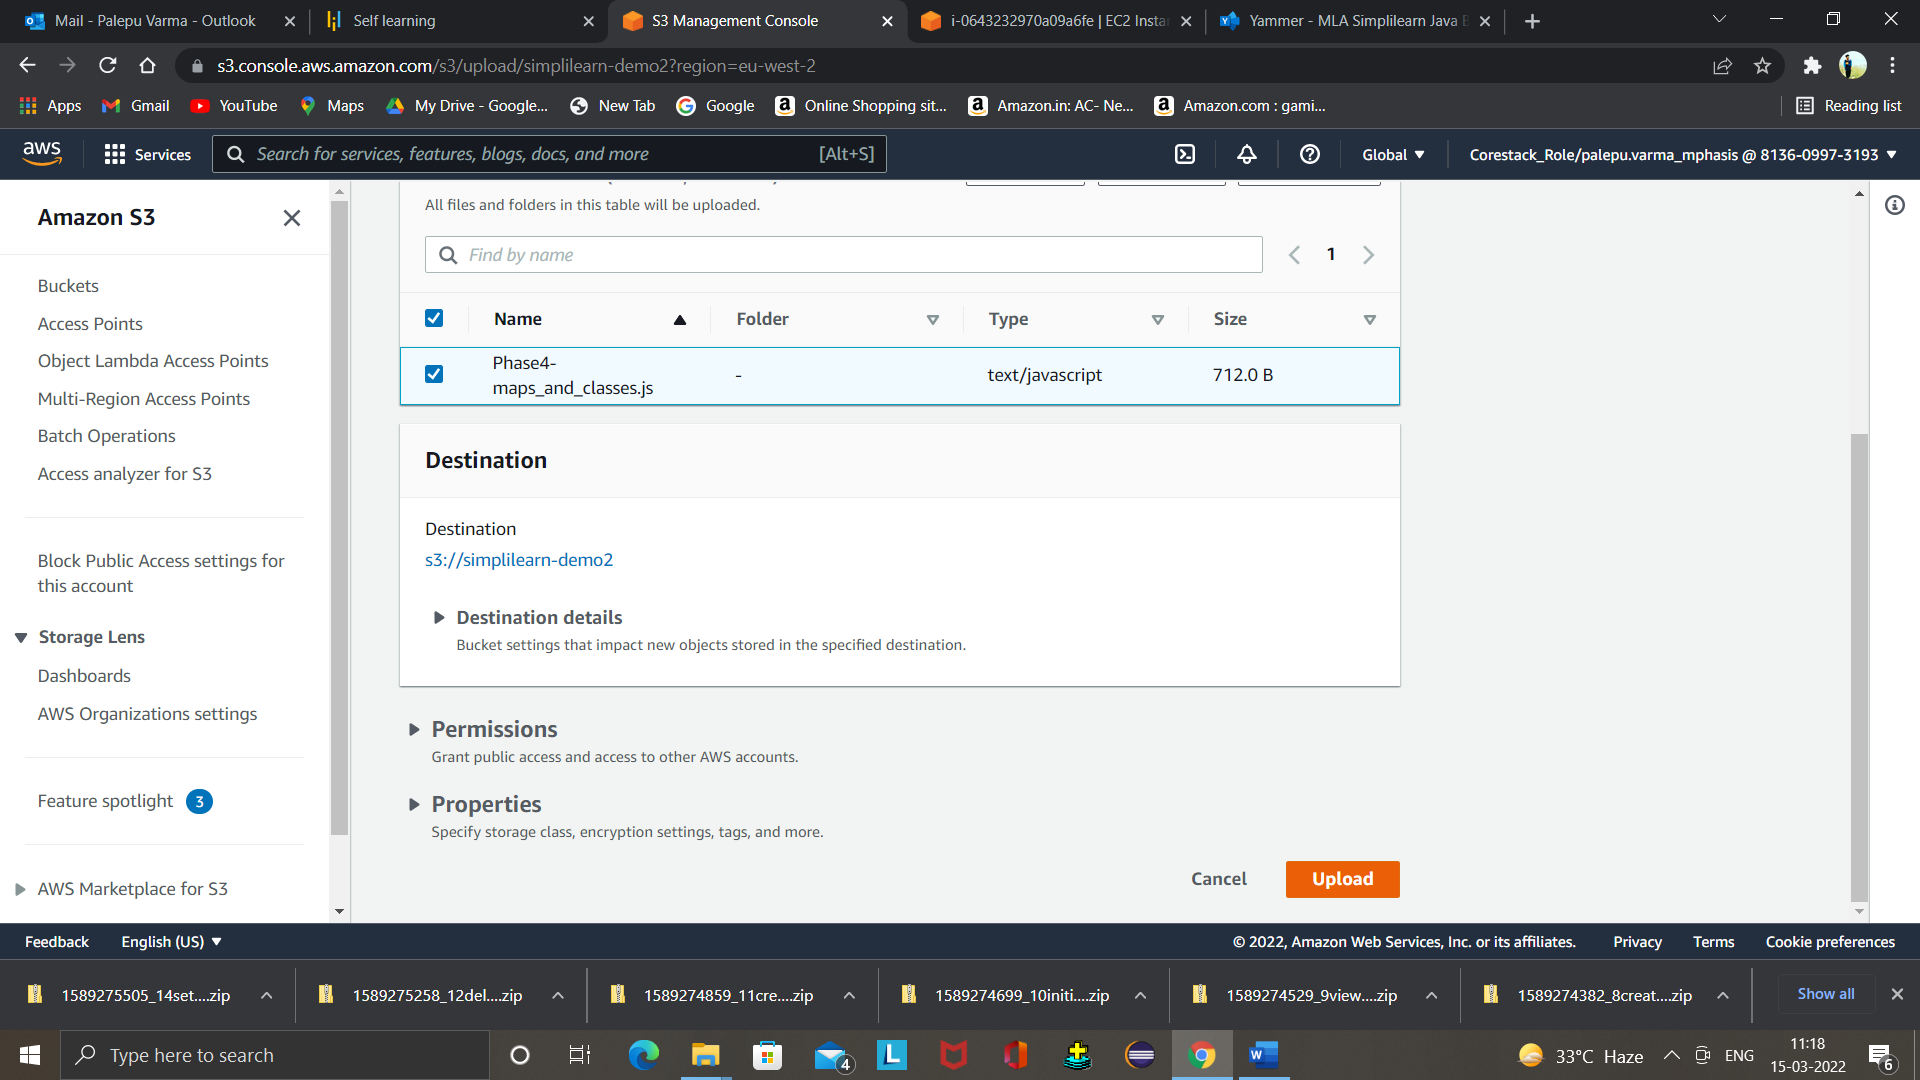 Mail - Palepu Varma - Outlook
Self learning
S3 Management Console
i-0643232970a09a6fe | EC2 Insta
Yammer - MLA Simplilearn Java
s3.console.aws.amazon.com/s3/upload/simplilearn-demo2?region=eu-west-2
Apps
Gmail
YouTube
Maps
My Drive - Google...
New Tab
Google
Online Shopping sit...
Amazon.in: AC- Ne...
Amazon.com : gami...
Reading list
aws
Services
Search for services, features, blogs, docs, and more
[Alt+S]
Global
Corestack_Role/palepu.varma_mphasis @ 8136-0997-3193
Amazon S3
Buckets
Access Points
Object Lambda Access Points
Multi-Region Access Points
Batch Operations
Access analyzer for S3
Block Public Access settings for
this account
Storage Lens
Dashboards
AWS Organizations settings
Feature spotlight 3
AWS Marketplace for S3
All files and folders in this table will be uploaded.
Find by name
1
Name
Folder
Type
Size
Phase4-
maps_and_classes.js
-
text/javascript
712.0 B
Destination
Destination
s3://simplilearn-demo2
Destination details
Bucket settings that impact new objects stored in the specified destination.
Permissions
Grant public access and access to other AWS accounts.
Properties
Specify storage class, encryption settings, tags, and more.
Cancel
Upload
Feedback
English (US)
© 2022, Amazon Web Services, Inc. or its affiliates.
Privacy
Terms
Cookie preferences
1589275505_14set....zip
1589275258_12del....zip
1589274859_11cre....zip
1589274699_10initi....zip
1589274529_9view....zip
1589274382_8creat....zip
Show all
Type here to search
4
L
W
33°C Haze
ENG
11:18
15-03-2022
6